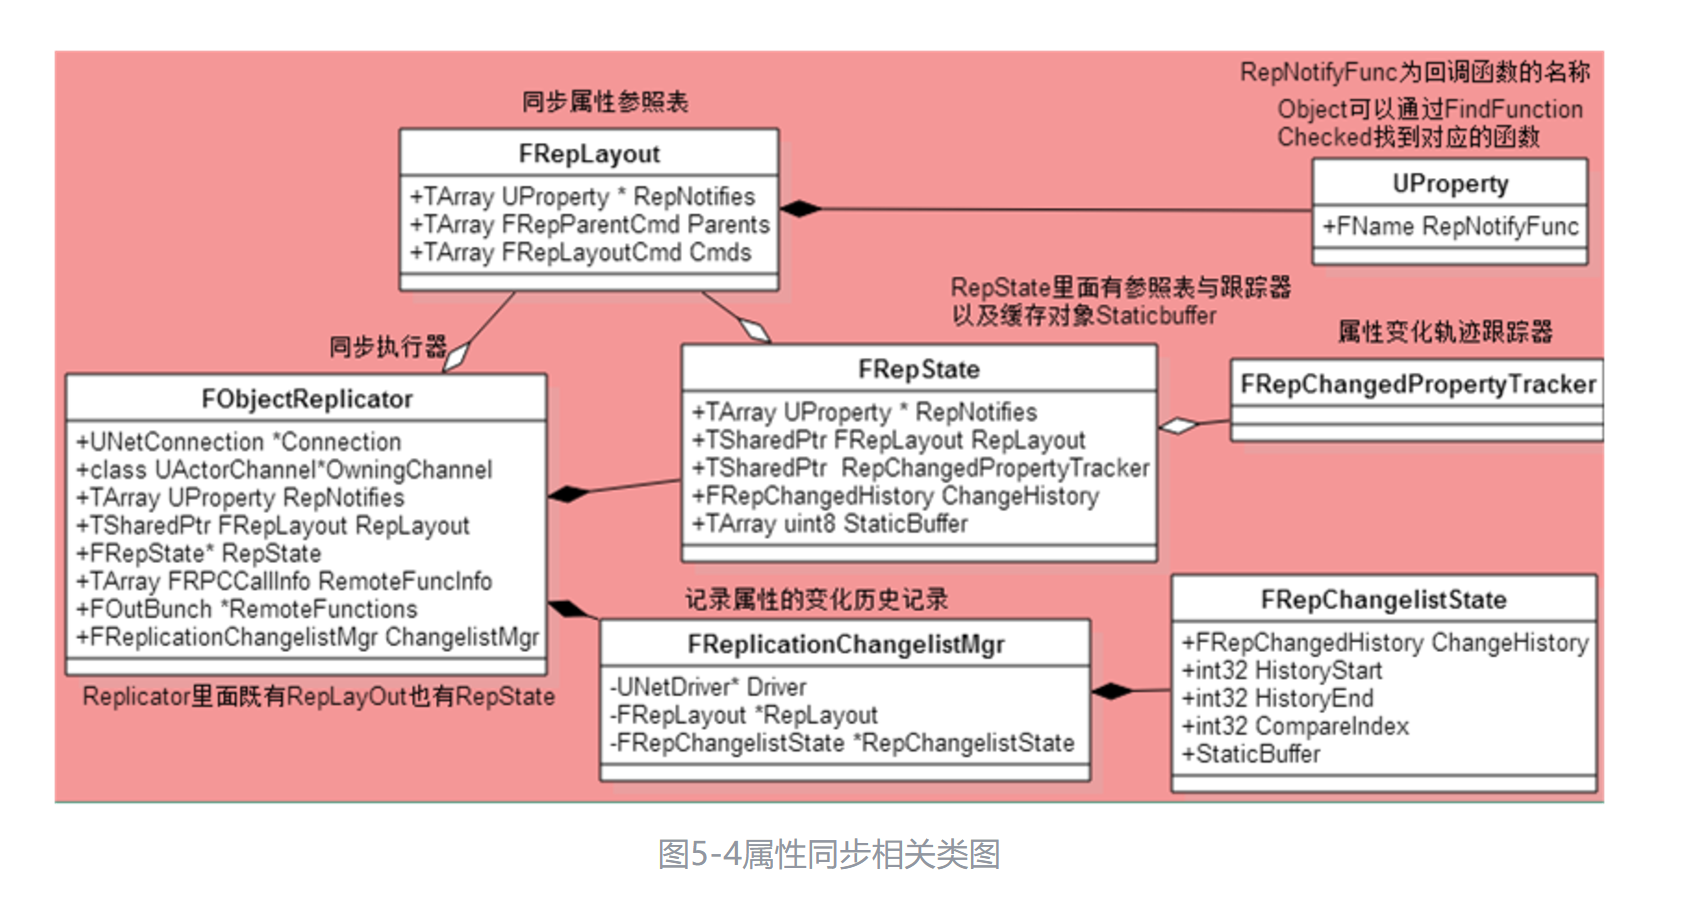 RepNotifyFunc为回调函数的名称
Object可以通过FindFunction
Checked找到对应的函数
同步属性参照表
FRepLayout
+TArray UProperty * RepNotifies
+TArray FRepParentCmd Parents
+TArray FRepLayoutCmd Cmds
UProperty
+FName RepNotifyFunc
RepState里面有参照表与跟踪器
以及缓存对象Staticbuffer
属性变化轨迹跟踪器
同步执行器
FRepState
+TArray UProperty * RepNotifies
+TSharedPtr FRepLayout RepLayout
+TSharedPtr  RepChangedPropertyTracker
+FRepChangedHistory ChangeHistory
+TArray uint8 StaticBuffer
FRepChangedPropertyTracker
FObjectReplicator
+UNetConnection *Connection
+class UActorChannel*OwningChannel
+TArray UProperty RepNotifies
+TSharedPtr FRepLayout RepLayout
+FRepState* RepState
+TArray FRPCCallInfo RemoteFuncInfo
+FOutBunch *RemoteFunctions
+FReplicationChangelistMgr ChangelistMgr
Replicator里面既有RepLayOut也有RepState
记录属性的变化历史记录
FReplicationChangelistMgr
-UNetDriver* Driver
-FRepLayout *RepLayout
-FRepChangelistState *RepChangelistState
FRepChangelistState
+FRepChangedHistory ChangeHistory
+int32 HistoryStart
+int32 HistoryEnd
+int32 CompareIndex
+StaticBuffer
图5-4属性同步相关类图